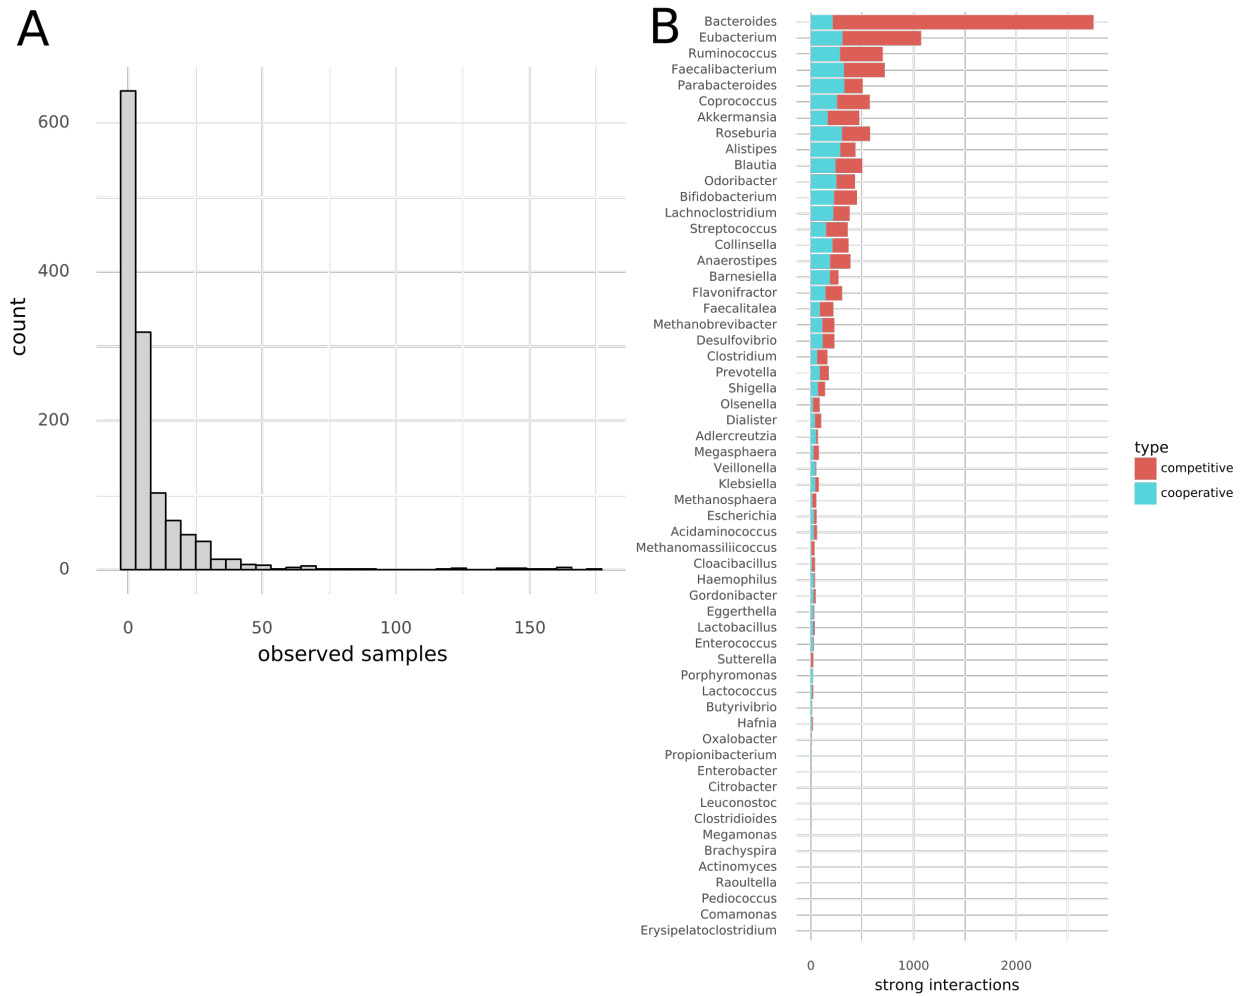 A
600
400
200
0
count
0 50 100 150
observed samples
B
Bacteroides
Eubacterium
Ruminococcus
Faecalibacterium
Parabacteroides
Coprococcus
Akkermansia
Roseburia
Alistipes
Blautia
Odoribacter
Bifidobacterium
Lachnoclostridium
Streptococcus
Collinsella
Anaerostipes
Barnesiella
Flavonifractor
Faecalitalea
Methanobrevibacter
Desulfovibrio
Clostridium
Prevotella
Shigella
Olsenella
Dialister
Adlercreutzia
Megasphaera
Veillonella
Klebsiella
Methanosphaera
Escherichia
Acidaminococcus
Methanomassiliicoccus
Cloacibacillus
Haemophilus
Gordonibacter
Eggerthella
Lactobacillus
Enterococcus
Sutterella
Porphyromonas
Lactococcus
Butyrivibrio
Hafnia
Oxalobacter
Propionibacterium
Enterobacter
Citrobacter
Leuconostoc
Clostridioides
Megamonas
Brachyspira
Actinomyces
Raoultella
Pediococcus
Comamonas
Erysipelatoclostridium
0 1000 2000
strong interactions
type
competitive
cooperative